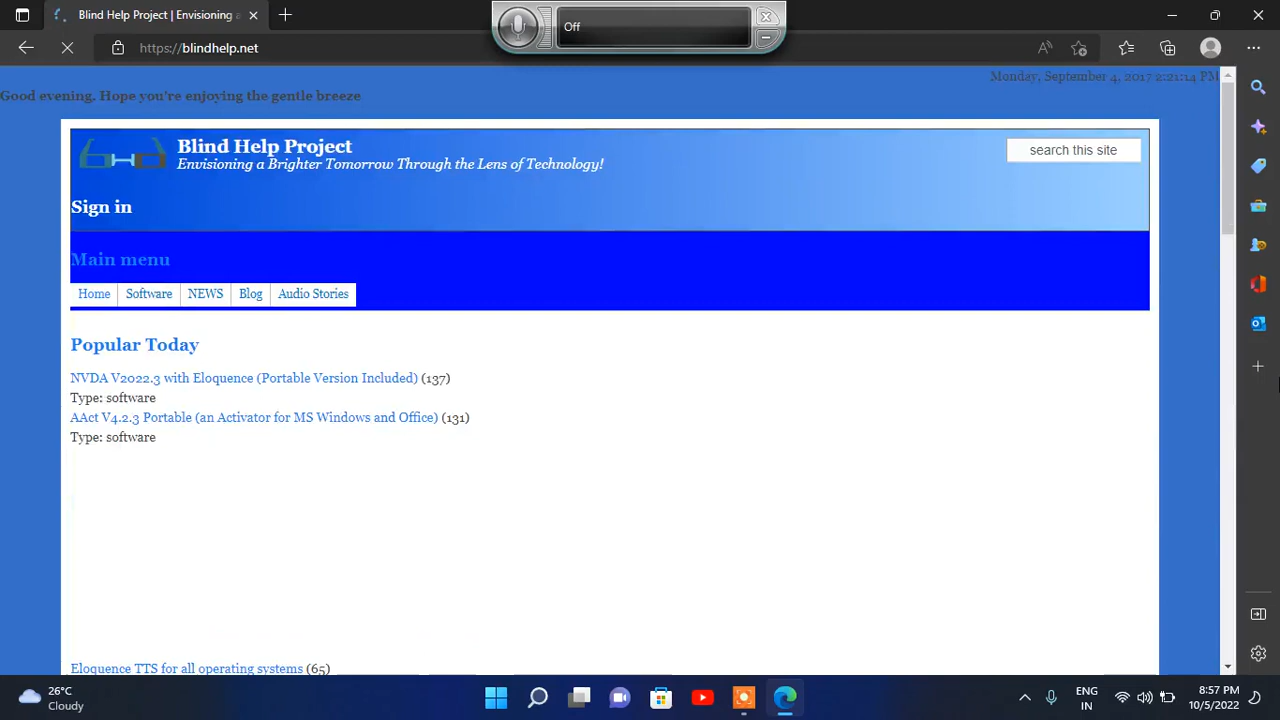 Blind Help Project | Blinding a
Off
https://blindhelp.net
Monday, September 4, 2017 2:21:14 PM
Good evening. Hope you're enjoying the gentle breeze
Blind Help Project
Envisioning a Brighter Tomorrow Through the Lens of Technology!
search this site
Sign in
Main menu
Home
Software
NEWS
Blog
Audio Stories
Popular Today
NVDA V2022.3 with Eloquence (Portable Version Included) (137)
Type: software
AAct V4.2.3 Portable (an Activator for MS Windows and Office) (131)
Type: software
Eloquence TTS for all operating systems (65)
26°C
Cloudy
ENG
IN
8:57 PM
10/5/2022